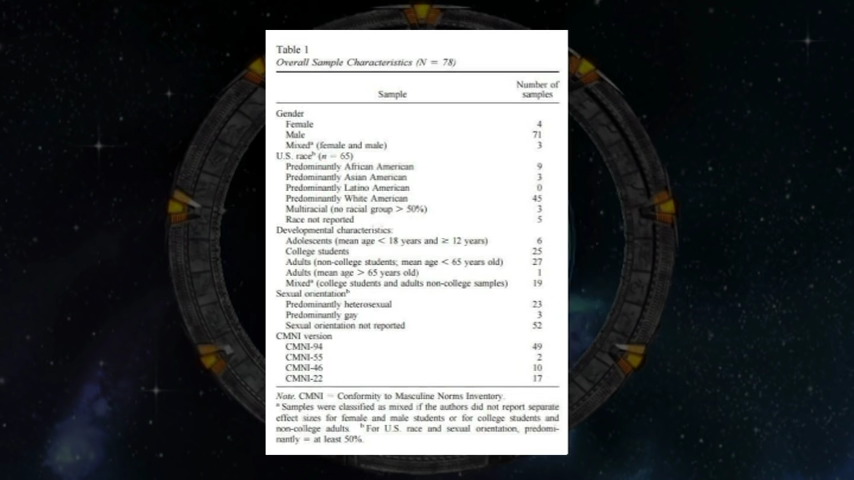 Table 1
Overall Sample Characteristics (N = 78)
Sample Number of samples
Gender
Female 4
Male 71
Mixedᵃ (female and male) 3
U.S. raceᵇ (n = 65)
Predominantly African American 9
Predominantly Asian American 3
Predominantly Latino American 0
Predominantly White American 45
Multiracial (no racial group > 50%) 3
Race not reported 5
Developmental characteristics:
Adolescents (mean age < 18 years and ≥ 12 years) 6
College students 25
Adults (non-college students; mean age < 65 years old) 27
Adults (mean age > 65 years old) 1
Mixedᵃ (college students and adults non-college samples) 19
Sexual orientationᵇ
Predominantly heterosexual 23
Predominantly gay 3
Sexual orientation not reported 52
CMNI version
CMNI-94 49
CMNI-55 2
CMNI-46 10
CMNI-22 17
Note. CMNI = Conformity to Masculine Norms Inventory.
ᵃ Samples were classified as mixed if the authors did not report separate
effect sizes for female and male students or for college students and
non-college adults. ᵇ For U.S. race and sexual orientation, predomi-
nantly = at least 50%.